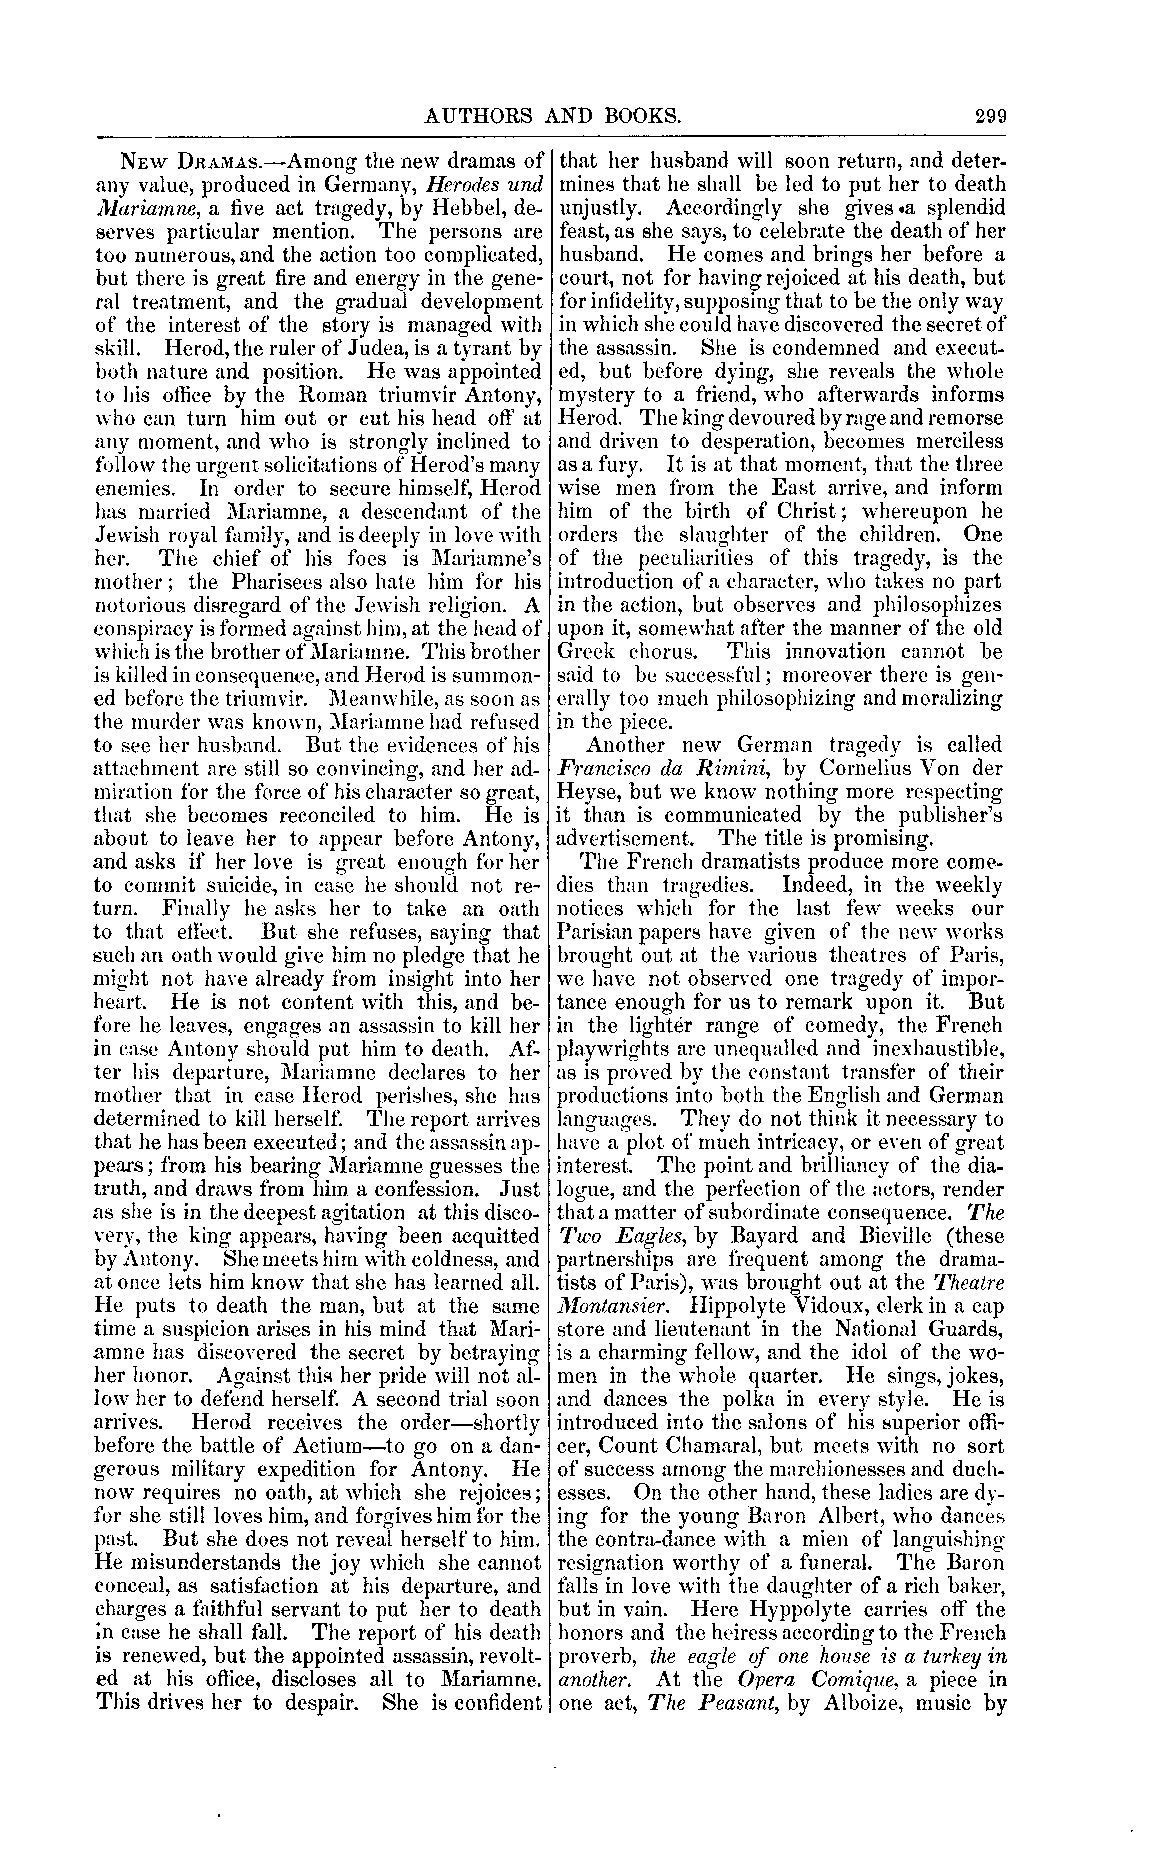 AUTHORS AND BOOKS. 299
NEW DRAMAS.—Among the new dramas of
any value, produced in Germany, Herodes und
Mariamne, a five act tragedy, by Hebbel, de-
serves particular mention. The persons are
too numerous, and the action too complicated,
but there is great fire and energy in the gene-
ral treatment, and the gradual development
of the interest of the story is managed with
skill. Herod, the ruler of Judea, is a tyrant by
both nature and position. He was appointed
to his office by the Roman triumvir Antony,
who can turn him out or cut his head off at
any moment, and who is strongly inclined to
follow the urgent solicitations of Herod's many
enemies. In order to secure himself, Herod
has married Mariamne, a descendant of the
Jewish royal family, and is deeply in love with
her. The chief of his foes is Mariamne's
mother; the Pharisees also hate him for his
notorious disregard of the Jewish religion. A
conspiracy is formed against him, at the head of
which is the brother of Mariamne. This brother
is killed in consequence, and Herod is summon-
ed before the triumvir. Meanwhile, as soon as
the murder was known, Mariamne had refused
to see her husband. But the evidences of his
attachment are still so convincing, and her ad-
miration for the force of his character so great,
that she becomes reconciled to him. He is
about to leave her to appear before Antony,
and asks if her love is great enough for her
to commit suicide, in case he should not re-
turn. Finally he asks her to take an oath
to that effect. But she refuses, saying that
such an oath would give him no pledge that he
might not have already from insight into her
heart. He is not content with this, and be-
fore he leaves, engages an assassin to kill her
in case Antony should put him to death. Af-
ter his departure, Mariamne declares to her
mother that in case Herod perishes, she has
determined to kill herself. The report arrives
that he has been executed; and the assassin ap-
pears; from his bearing Mariamne guesses the
truth, and draws from him a confession. Just
as she is in the deepest agitation at this disco-
very, the king appears, having been acquitted
by Antony. She meets him with coldness, and
at once lets him know that she has learned all.
He puts to death the man, but at the same
time a suspicion arises in his mind that Mari-
amne has discovered the secret by betraying
her honor. Against this her pride will not al-
low her to defend herself. A second trial soon
arrives. Herod receives the order—shortly
before the battle of Actium—to go on a dan-
gerous military expedition for Antony. He
now requires no oath, at which she rejoices;
for she still loves him, and forgives him for the
past. But she does not reveal herself to him.
He misunderstands the joy which she cannot
conceal, as satisfaction at his departure, and
charges a faithful servant to put her to death
in case he shall fall. The report of his death
is renewed, but the appointed assassin, revolt-
ed at his office, discloses all to Mariamne.
This drives her to despair. She is confident
that her husband will soon return, and deter-
mines that he shall be led to put her to death
unjustly. Accordingly she gives a splendid
feast, as she says, to celebrate the death of her
husband. He comes and brings her before a
court, not for having rejoiced at his death, but
for infidelity, supposing that to be the only way
in which she could have discovered the secret of
the assassin. She is condemned and execut-
ed, but before dying, she reveals the whole
mystery to a friend, who afterwards informs
Herod. The king devoured by rage and remorse
and driven to desperation, becomes merciless
as a fury. It is at that moment, that the three
wise men from the East arrive, and inform
him of the birth of Christ; whereupon he
orders the slaughter of the children. One
of the peculiarities of this tragedy, is the
introduction of a character, who takes no part
in the action, but observes and philosophizes
upon it, somewhat after the manner of the old
Greek chorus. This innovation cannot be
said to be successful; moreover there is gen-
erally too much philosophizing and moralizing
in the piece.
Another new German tragedy is called
Francisco da Rimini, by Cornelius Von der
Heyse, but we know nothing more respecting
it than is communicated by the publisher's
advertisement. The title is promising.
The French dramatists produce more come-
dies than tragedies. Indeed, in the weekly
notices which for the last few weeks our
Parisian papers have given of the new works
brought out at the various theatres of Paris,
we have not observed one tragedy of impor-
tance enough for us to remark upon it. But
in the lighter range of comedy, the French
playwrights are unequalled and inexhaustible,
as is proved by the constant transfer of their
productions into both the English and German
languages. They do not think it necessary to
have a plot of much intricacy, or even of great
interest. The point and brilliancy of the dia-
logue, and the perfection of the actors, render
that a matter of subordinate consequence. The
Two Eagles, by Bayard and Bieville (these
partnerships are frequent among the drama-
tists of Paris), was brought out at the Theatre
Montansier. Hippolyte Vidoux, clerk in a cap
store and lieutenant in the National Guards,
is a charming fellow, and the idol of the wo-
men in the whole quarter. He sings, jokes,
and dances the polka in every style. He is
introduced into the salons of his superior offi-
cer, Count Chamaral, but meets with no sort
of success among the marchionesses and duch-
esses. On the other hand, these ladies are dy-
ing for the young Baron Albert, who dances
the contra-dance with a mien of languishing
resignation worthy of a funeral. The Baron
falls in love with the daughter of a rich baker,
but in vain. Here Hyppolyte carries off the
honors and the heiress according to the French
proverb, the eagle of one house is a turkey in
another. At the Opera Comique, a piece in
one act, The Peasant, by Alboize, music by